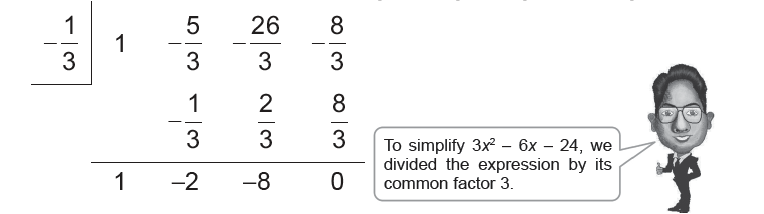 -1/3 | 1 -5/3 -26/3 -8/3
-1/3 2/3 8/3
1 –2 –8 0
To simplify 3x² – 6x – 24, we
divided the expression by its
common factor 3.